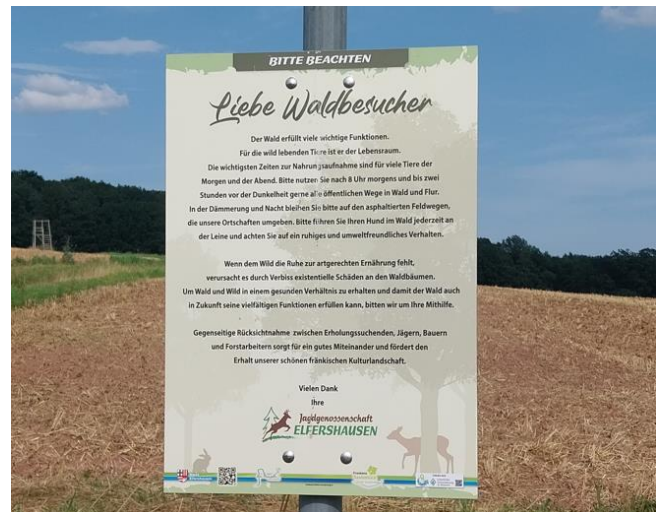 BITTE BEACHTEN
Liebe Waldbesucher
Der Wald erfüllt viele wichtige Funktionen.
Für die wild lebenden Tiere ist er der Lebensraum.
Die wichtigsten Zeiten zur Nahrungsaufnahme sind für viele Tiere der
Morgen und der Abend. Bitte nutzen Sie nach 8 Uhr morgens und bis zwei
Stunden vor der Dunkelheit gerne alle öffentlichen Wege in Wald und Flur.
In der Dämmerung und Nacht bleiben Sie bitte auf den asphaltierten Feldwegen,
die unsere Ortschaften umgeben. Bitte führen Sie Ihren Hund im Wald jederzeit an
der Leine und achten Sie auf ein ruhiges und umweltfreundliches Verhalten.
Wenn dem Wild die Ruhe zur artgerechten Ernährung fehlt,
verursacht es durch Verbiss existentielle Schäden an den Waldbäumen.
Um Wald und Wild in einem gesunden Verhältnis zu erhalten und damit der Wald auch
in Zukunft seine vielfältigen Funktionen erfüllen kann, bitten wir um Ihre Mithilfe.
Gegenseitige Rücksichtnahme zwischen Erholungssuchenden, Jägern, Bauern
und Forstarbeitern sorgt für ein gutes Miteinander und fördert den
Erhalt unserer schönen fränkischen Kulturlandschaft.
Vielen Dank
Ihre
Jagdgenossenschaft
ELFERSHAUSEN